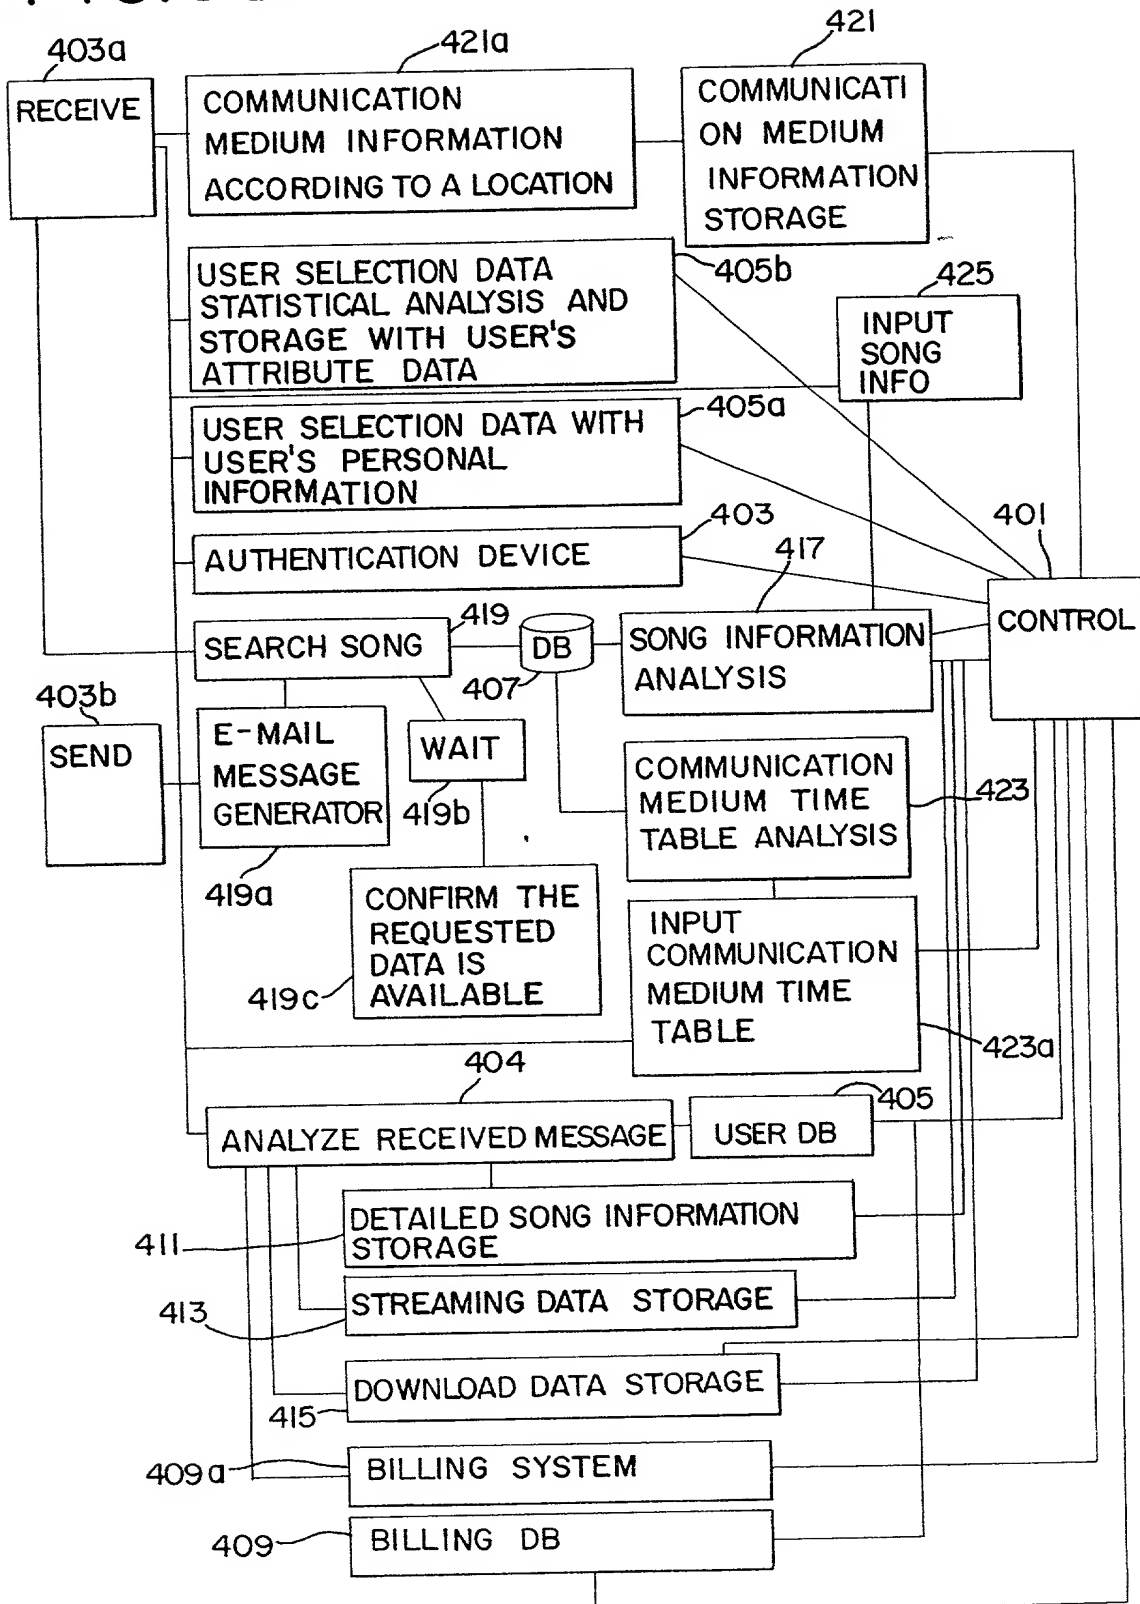 403a
RECEIVE
421a
COMMUNICATION
MEDIUM INFORMATION
ACCORDING TO A LOCATION
421
COMMUNICATI
ON MEDIUM
INFORMATION
STORAGE
USER SELECTION DATA
STATISTICAL ANALYSIS AND
STORAGE WITH USER'S
ATTRIBUTE DATA
405b
425
INPUT
SONG
INFO
USER SELECTION DATA WITH
USER'S PERSONAL
INFORMATION
405a
AUTHENTICATION DEVICE
403
417
401
CONTROL
SEARCH SONG
419
DB
407
SONG INFORMATION
ANALYSIS
403b
SEND
E-MAIL
MESSAGE
GENERATOR
419a
WAIT
419b
COMMUNICATION
MEDIUM TIME
TABLE ANALYSIS
423
CONFIRM THE
REQUESTED
DATA IS
AVAILABLE
419c
INPUT
COMMUNICATION
MEDIUM TIME
TABLE
423a
404
ANALYZE RECEIVED MESSAGE
405
USER DB
DETAILED SONG INFORMATION
STORAGE
411
STREAMING DATA STORAGE
413
DOWNLOAD DATA STORAGE
415
409a
BILLING SYSTEM
409
BILLING DB